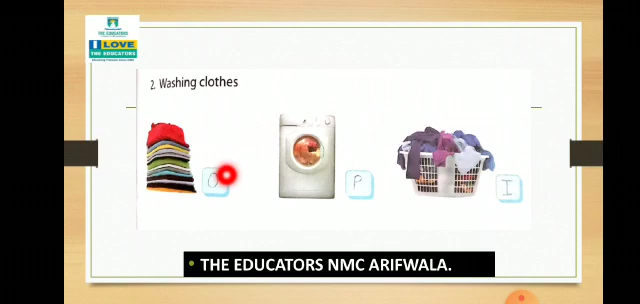 THE EDUCATORS
I LOVE
THE EDUCATORS
2. Washing clothes
O
P
I
• THE EDUCATORS NMC ARIFWALA.